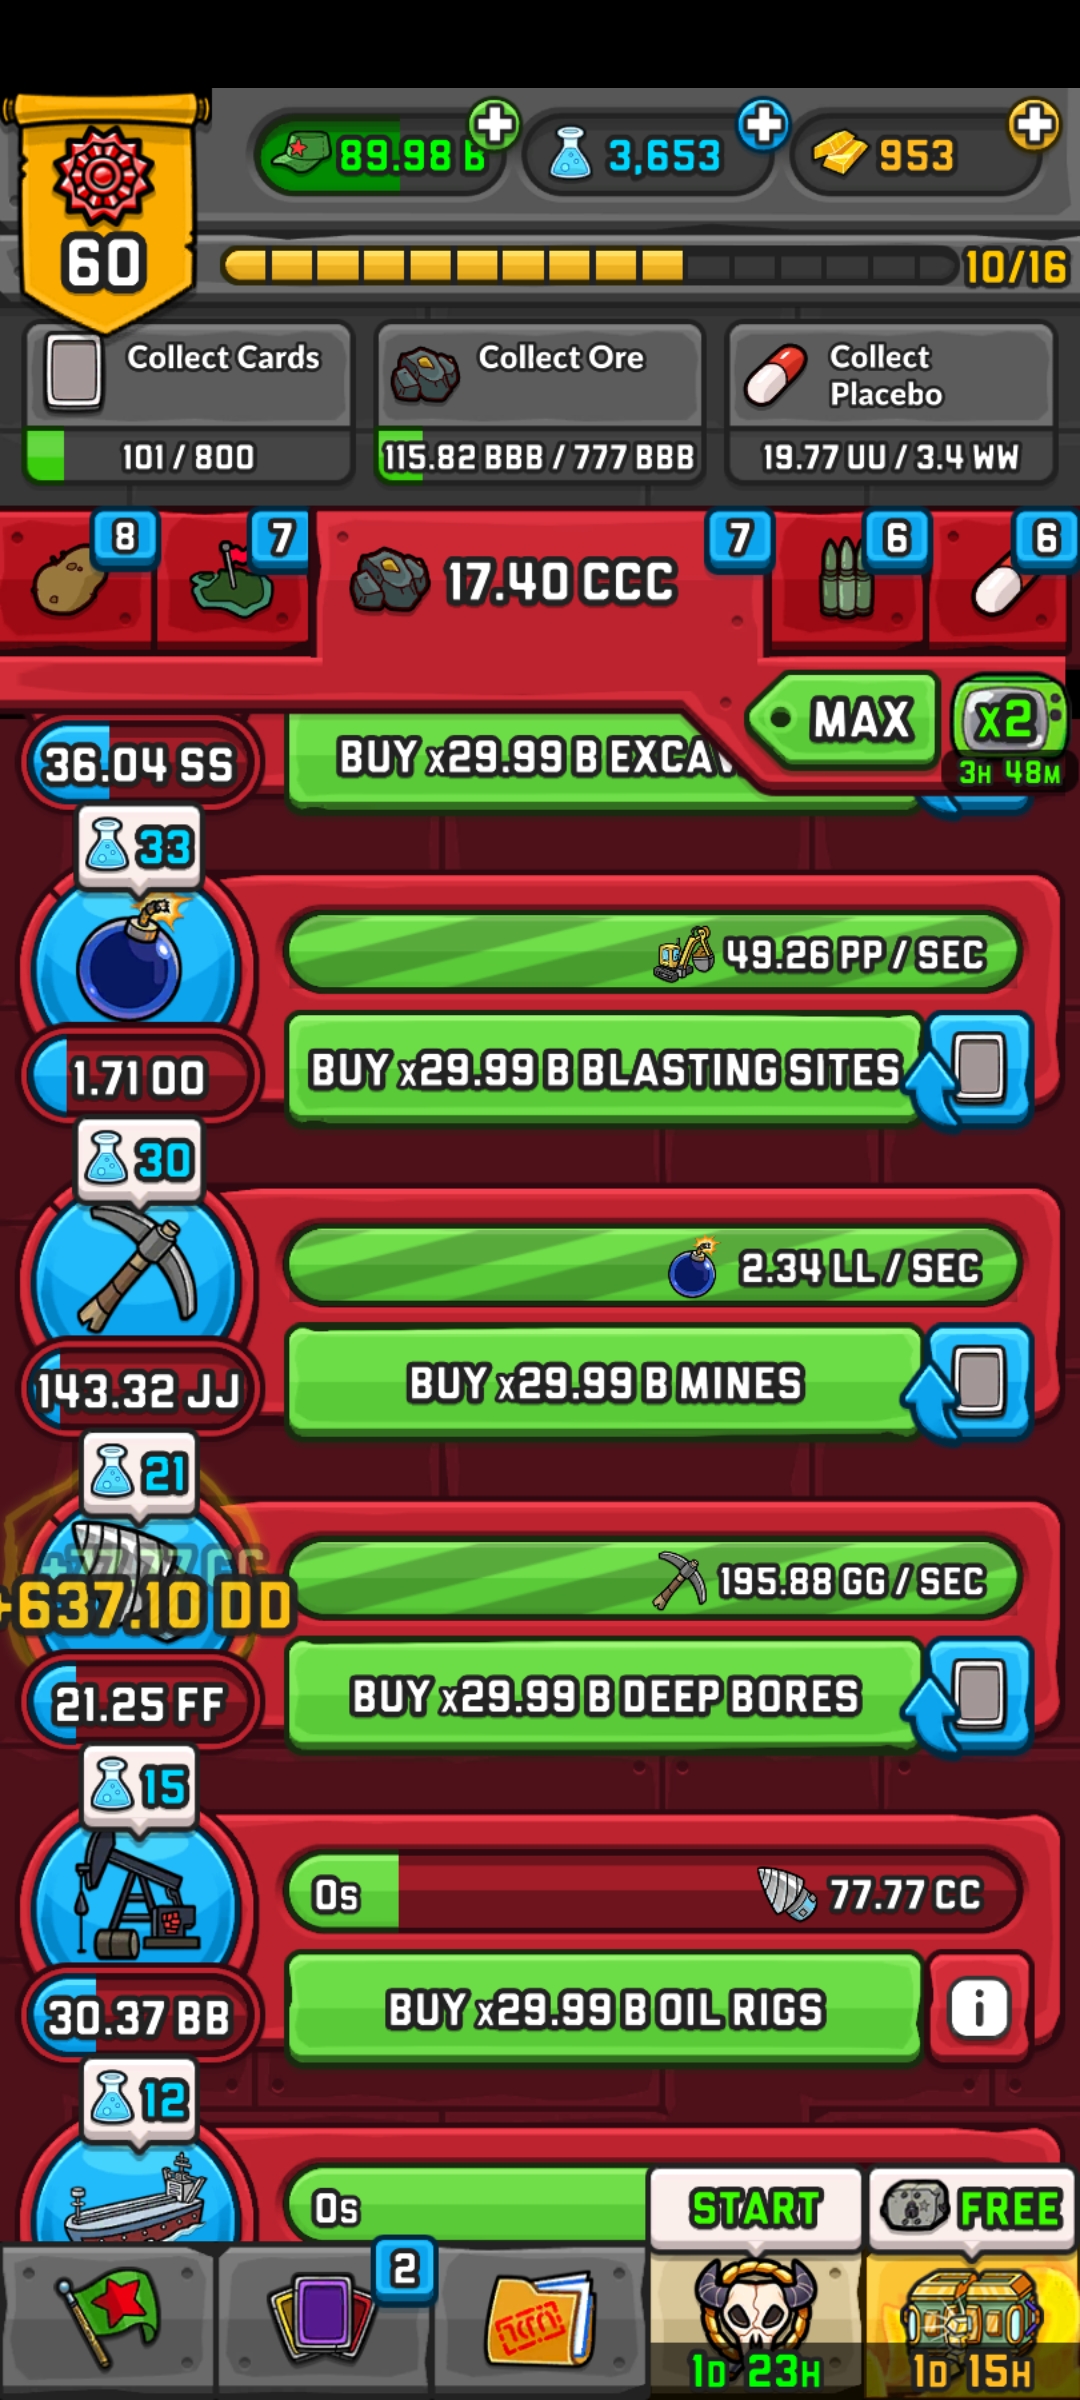 60
89.98 B
3,653
953
10/16
Collect Cards
101 / 800
Collect Ore
115.82 BBB / 777 BBB
Collect
Placebo
19.77 UU / 3.4 WW
8
7
17.40 CCC
7
6
6
MAX
x2
3H 48M
36.04 SS
BUY x29.99 B
33
49.26 PP / SEC
1.71 OO
BUY x29.99 B BLASTING SITES
30
2.34 LL / SEC
143.32 JJ
BUY x29.99 B MINES
21
+637.10 DD
195.88 GG / SEC
21.25 FF
BUY x29.99 B DEEP BORES
15
0s
77.77 CC
30.37 BB
BUY x29.99 B OIL RIGS
i
12
0s
START
FREE
2
1D 23H
1D 15H